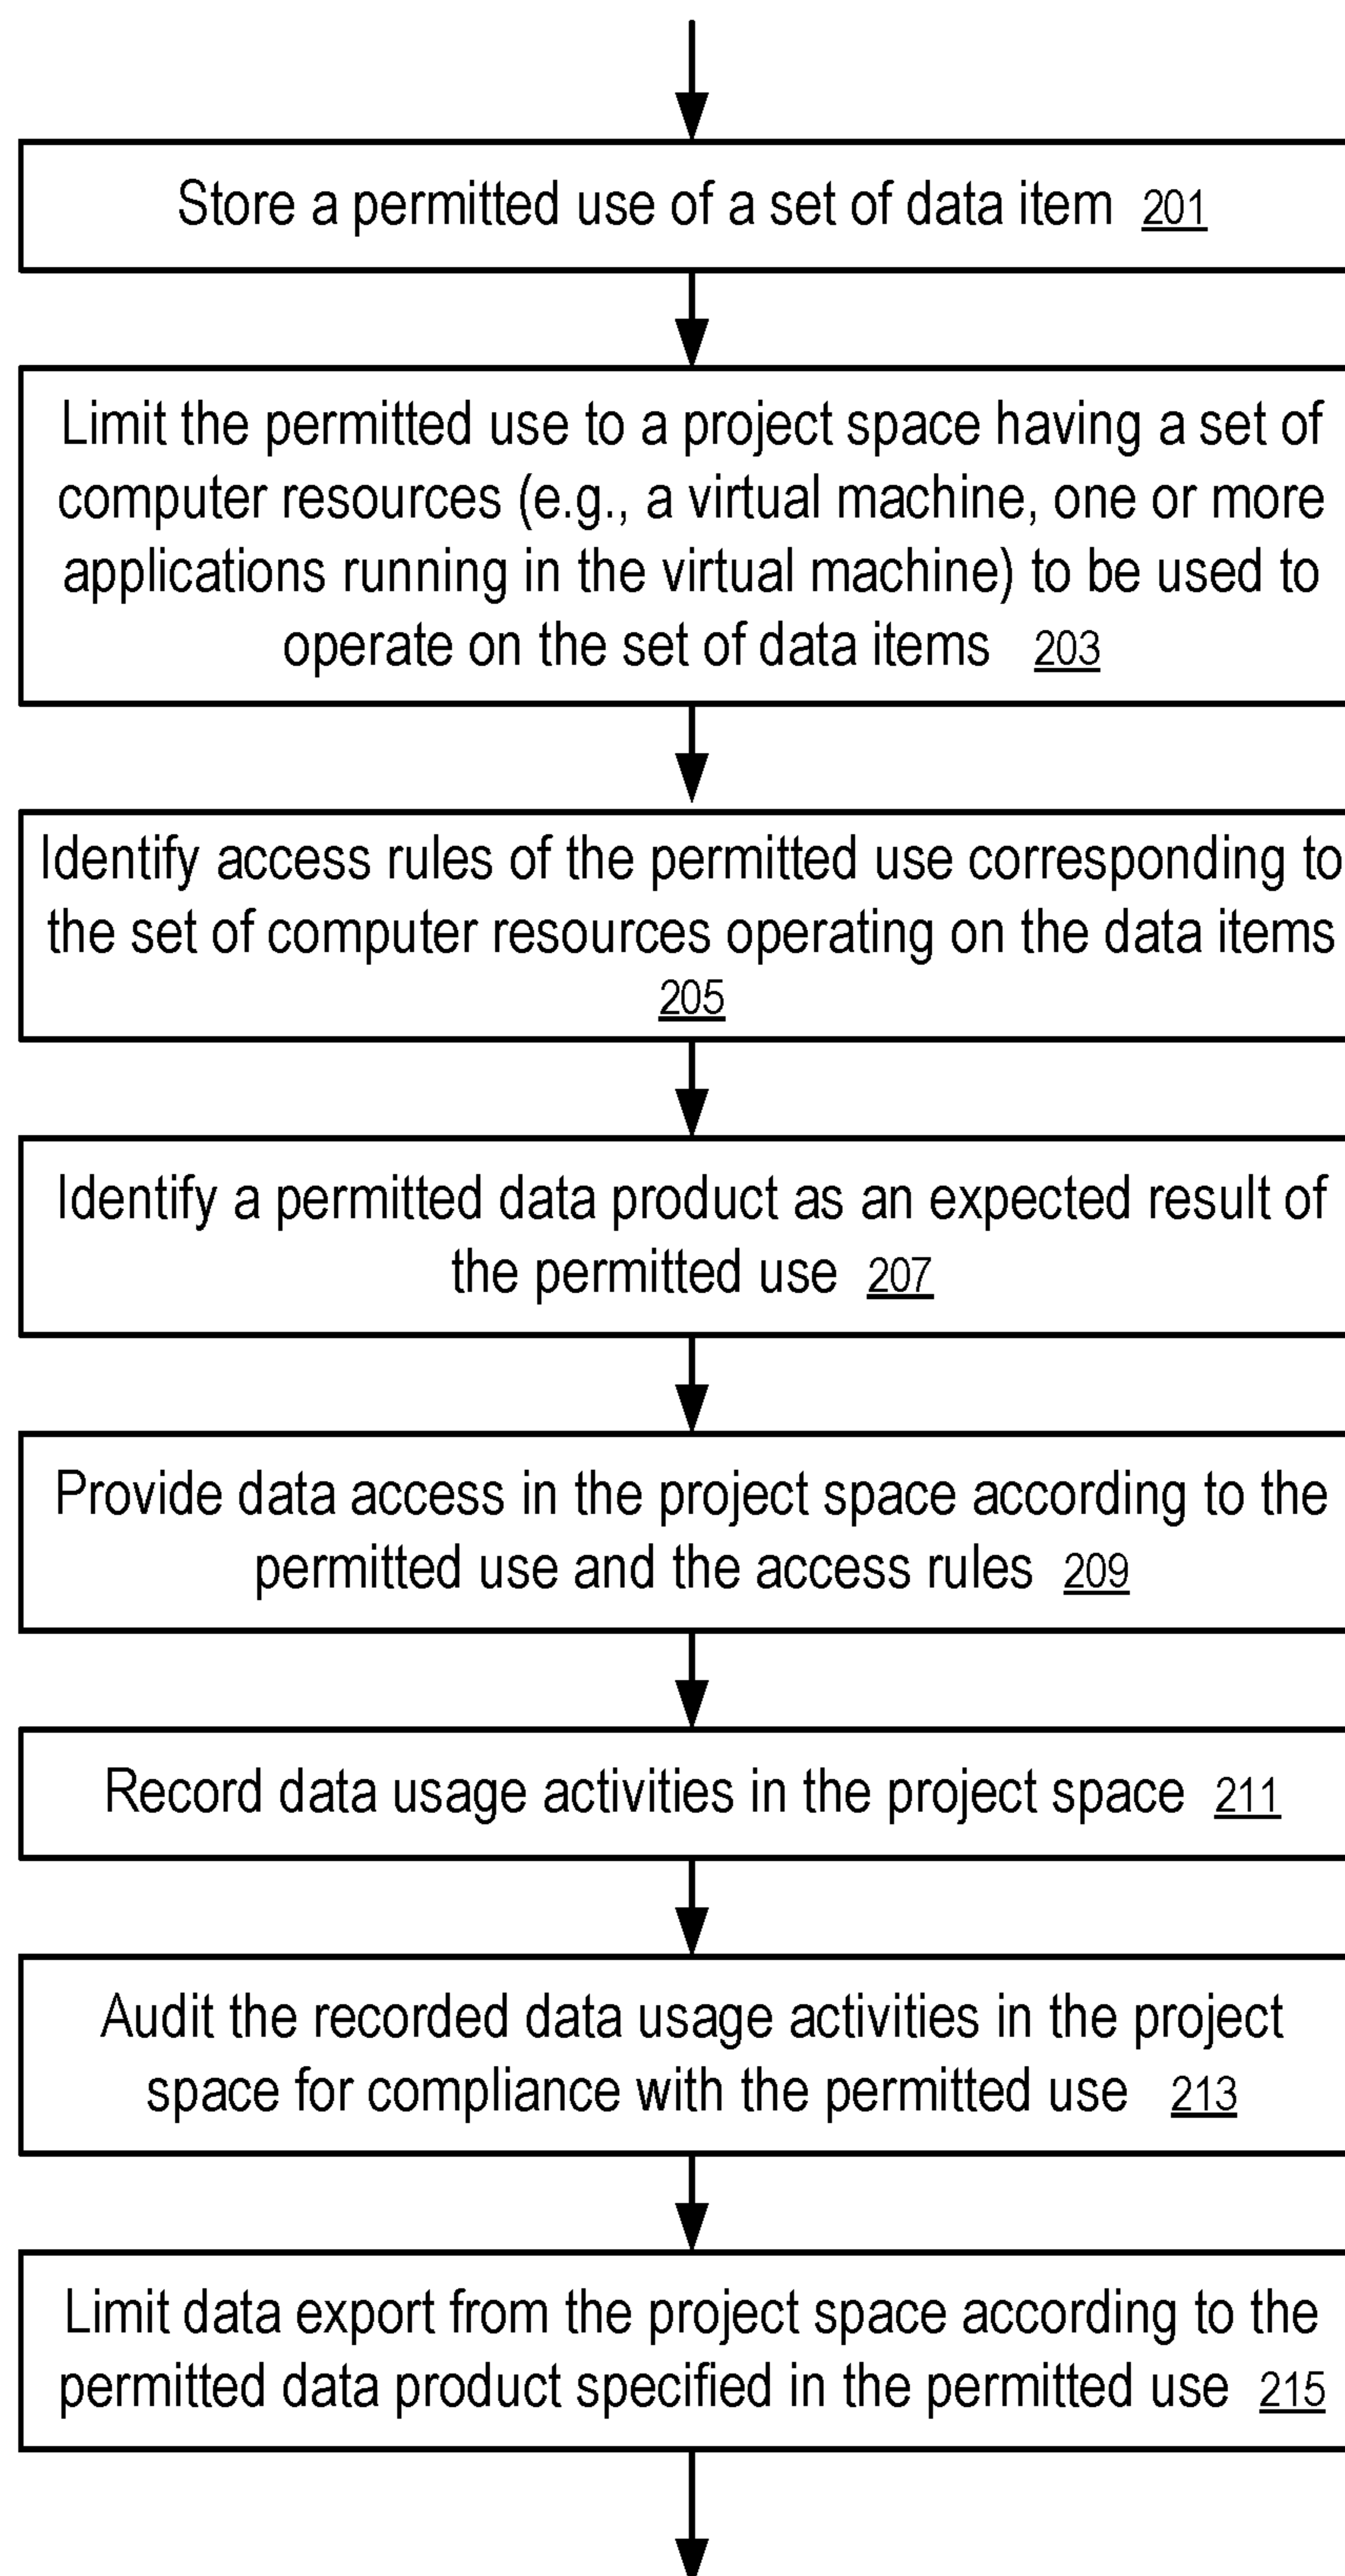 Store a permitted use of a set of data item 201
Limit the permitted use to a project space having a set of
computer resources (e.g., a virtual machine, one or more
applications running in the virtual machine) to be used to
operate on the set of data items 203
Identify access rules of the permitted use corresponding to
the set of computer resources operating on the data items
205
Identify a permitted data product as an expected result of
the permitted use 207
Provide data access in the project space according to the
permitted use and the access rules 209
Record data usage activities in the project space 211
Audit the recorded data usage activities in the project
space for compliance with the permitted use 213
Limit data export from the project space according to the
permitted data product specified in the permitted use 215